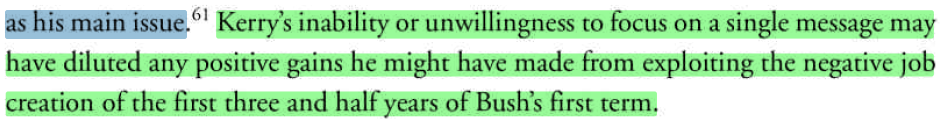 as his main issue.61 Kerry's inability or unwillingness to focus on a single message may
have diluted any positive gains he might have made from exploiting the negative job
creation of the first three and half years of Bush's first term.